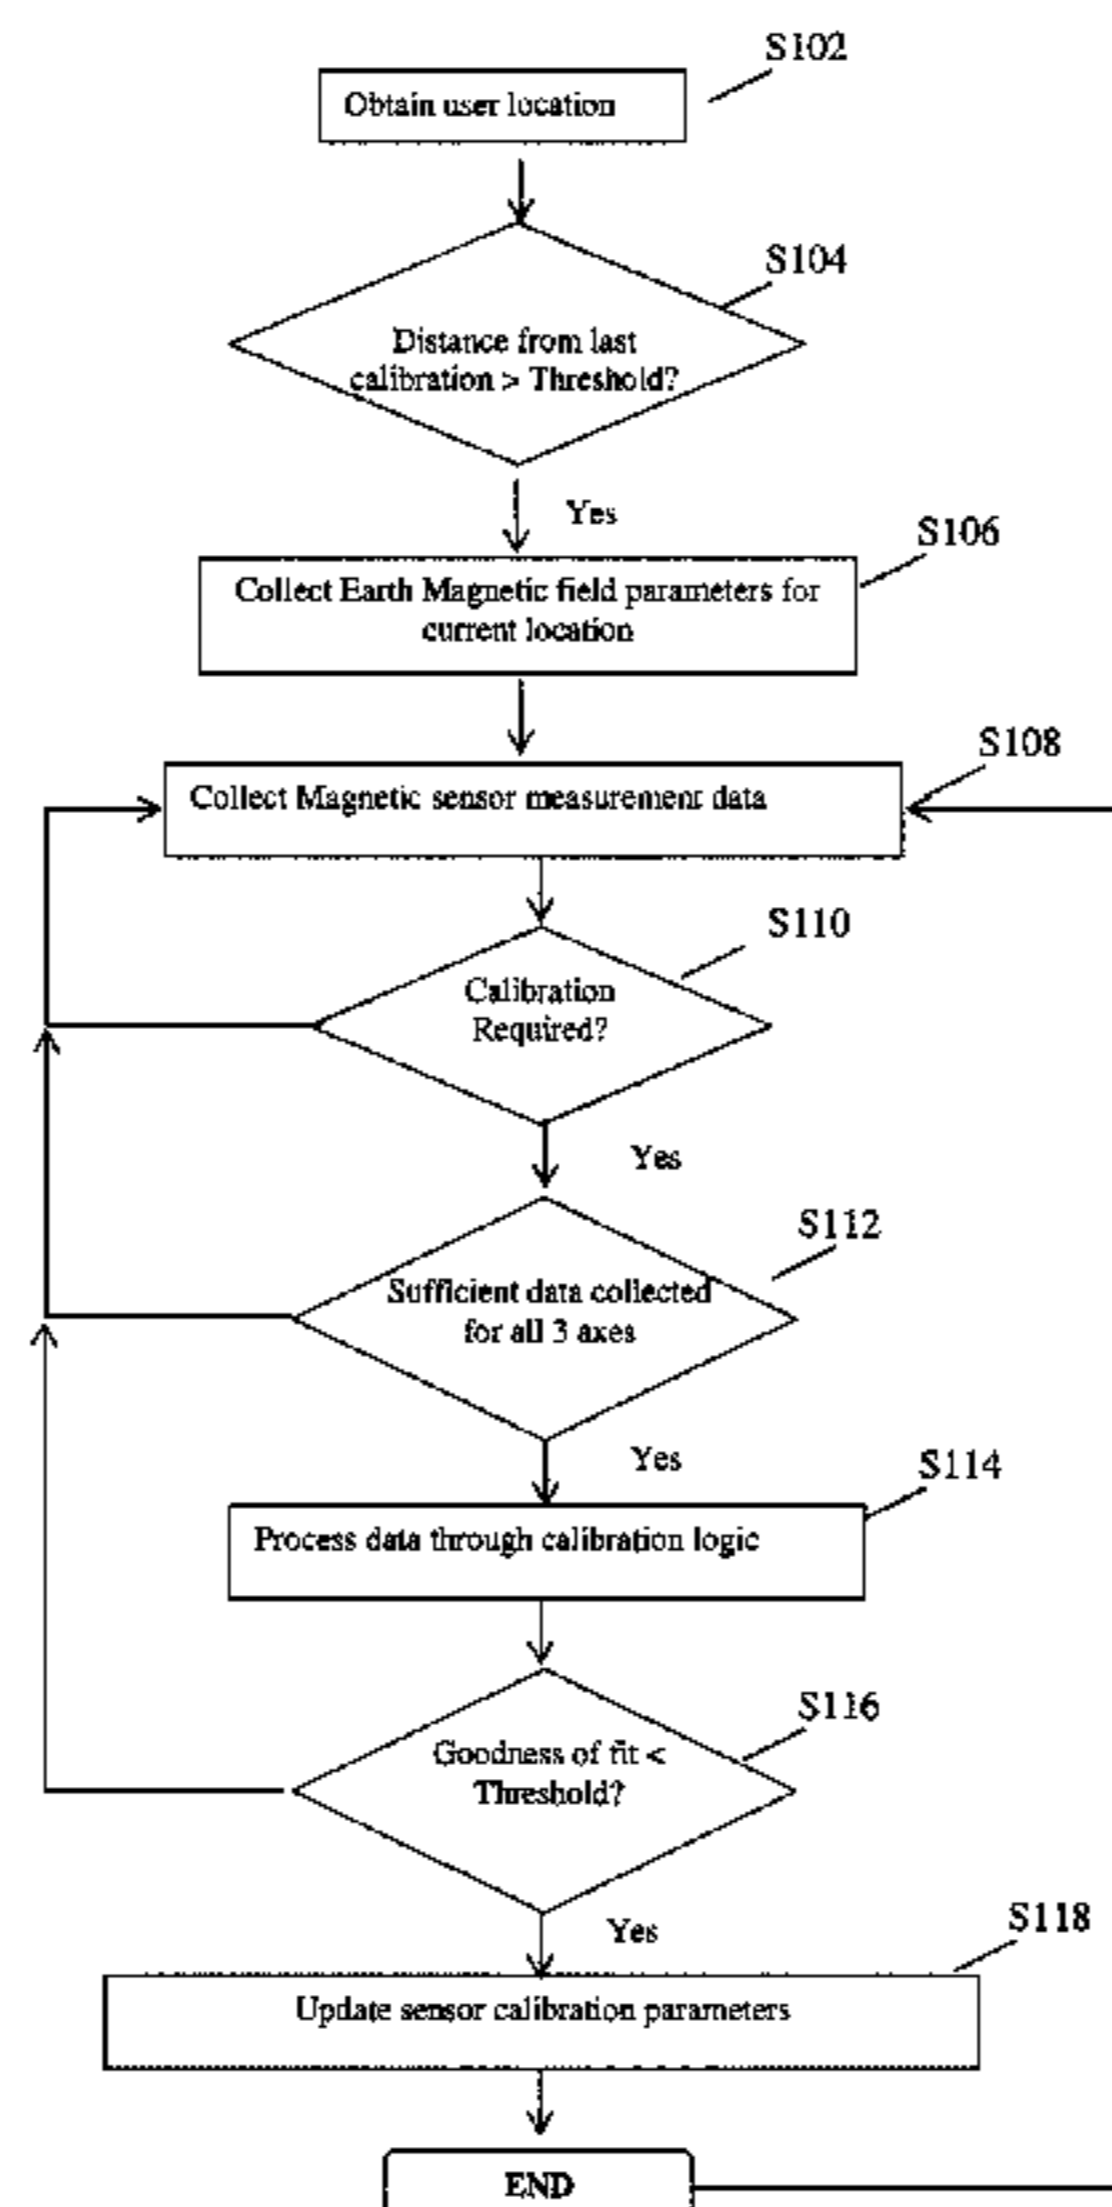 S102
Obtain user location
S104
Distance from last
calibration > Threshold?
Yes
S106
Collect Earth Magnetic field parameters for
current location
S108
Collect Magnetic sensor measurement data
S110
Calibration
Required?
Yes
S112
Sufficient data collected
for all 3 axes
Yes
S114
Process data through calibration logic
S116
Goodness of fit <
Threshold?
Yes
S118
Update sensor calibration parameters
END